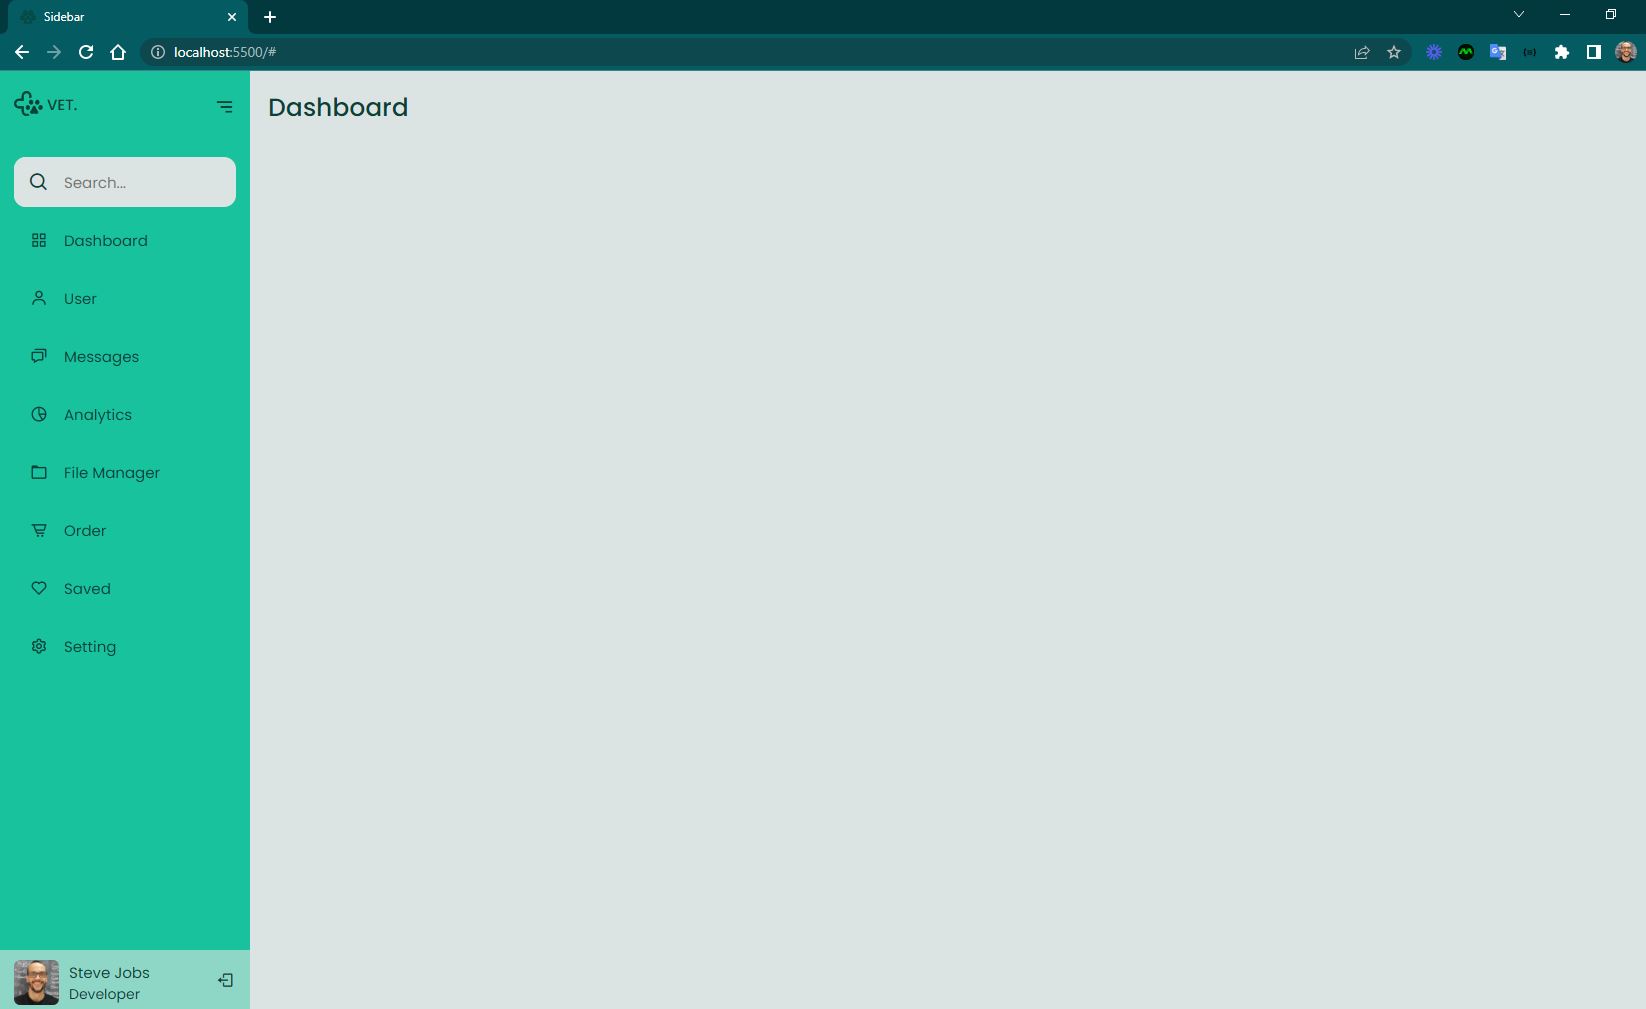 Sidebar
localhost:5500/#
VET.
Dashboard
Search...
Dashboard
User
Messages
Analytics
File Manager
Order
Saved
Setting
Steve Jobs
Developer